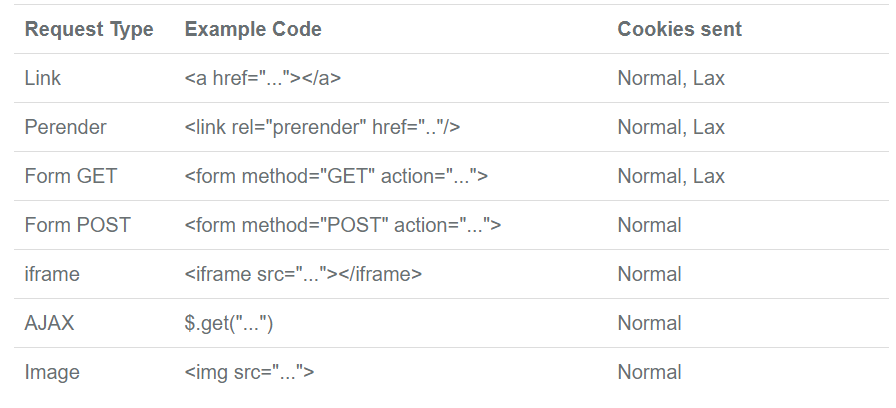 Request Type Example Code Cookies sent
Link <a href="..."></a> Normal, Lax
Perender <link rel="prerender" href=".."/> Normal, Lax
Form GET <form method="GET" action="..."> Normal, Lax
Form POST <form method="POST" action="..."> Normal
iframe <iframe src="..."></iframe> Normal
AJAX $.get("...") Normal
Image <img src="..."> Normal